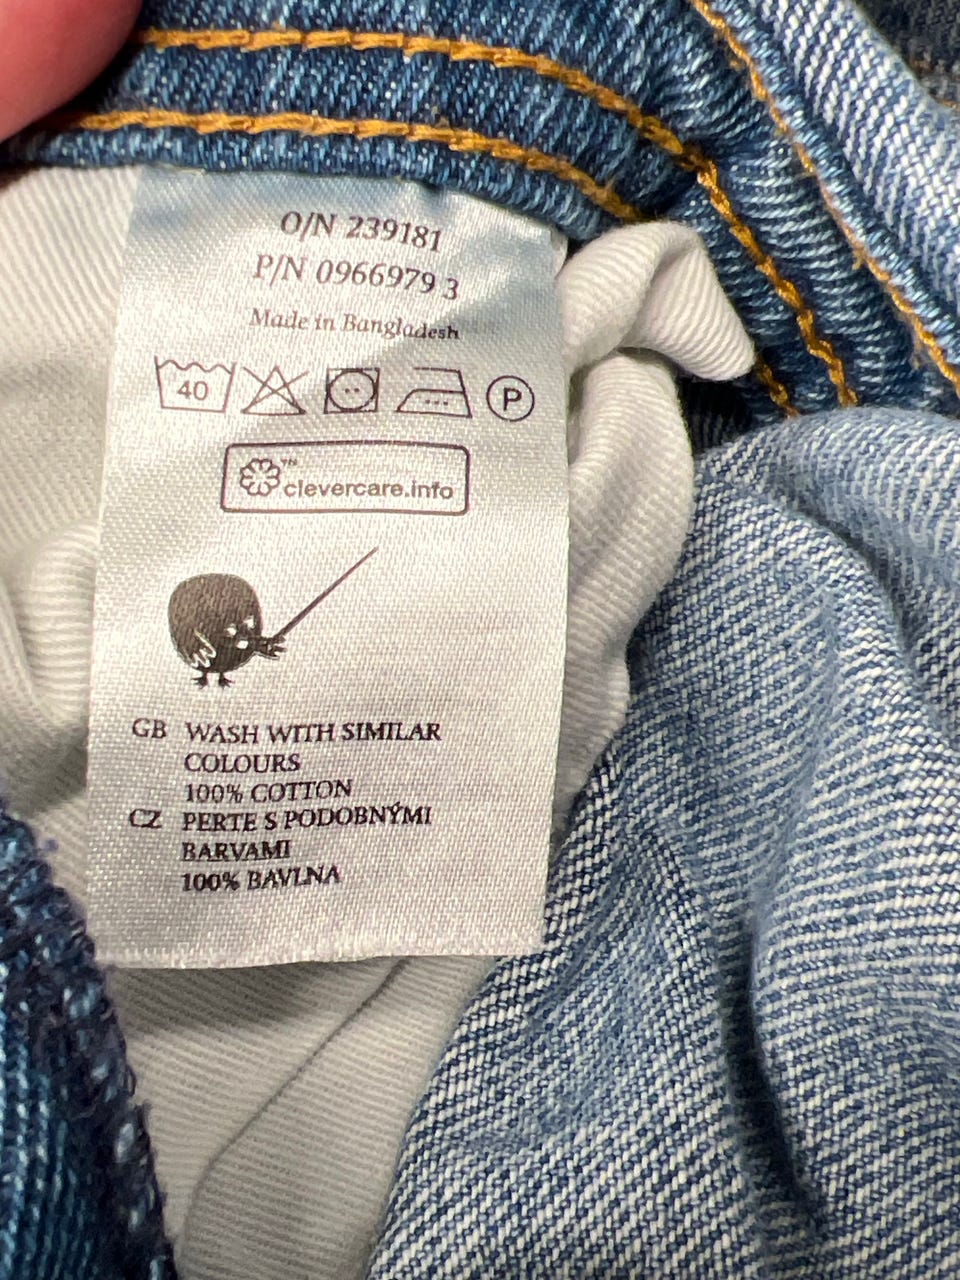 O/N 239181
P/N 0966979 3
Made in Bangladesh
40 P
™
clevercare.info
GB WASH WITH SIMILAR
COLOURS
100% COTTON
CZ PERTE S PODOBNÝMI
BARVAMI
100% BAVLNA